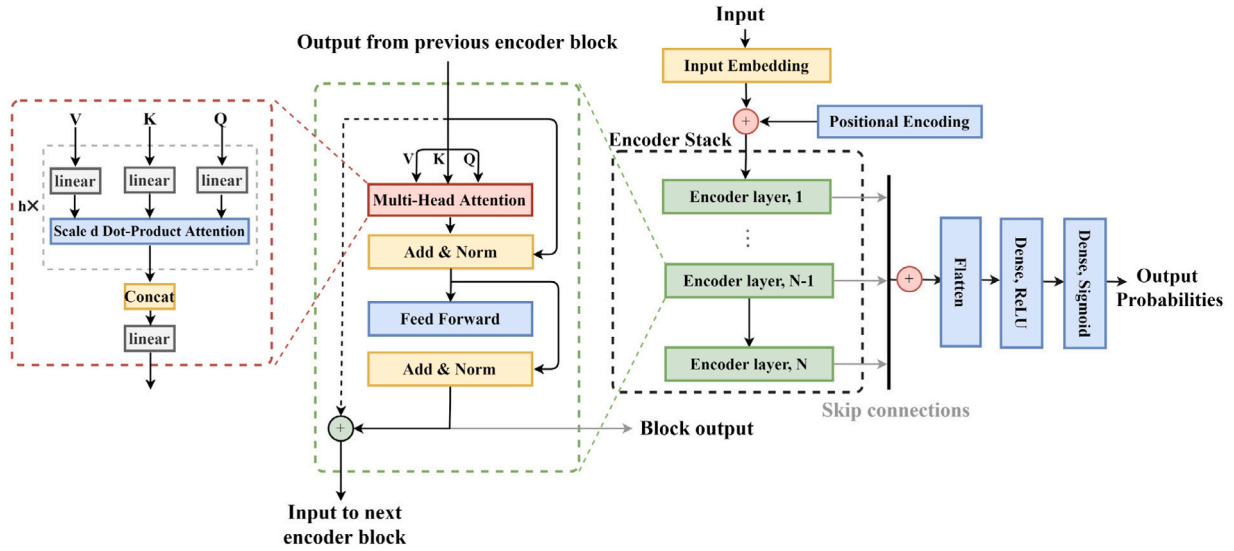 Input
Output from previous encoder block
Input Embedding
Positional Encoding
+
Encoder Stack
V K Q
linear linear linear
h×
Scale d Dot-Product Attention
Concat
linear
V K Q
Multi-Head Attention
Add & Norm
Feed Forward
Add & Norm
+
Block output
Input to next
encoder block
Encoder layer, 1
⋮
Encoder layer, N-1
Encoder layer, N
Skip connections
+
Flatten
Dense, ReLU
Dense, Sigmoid
Output
Probabilities